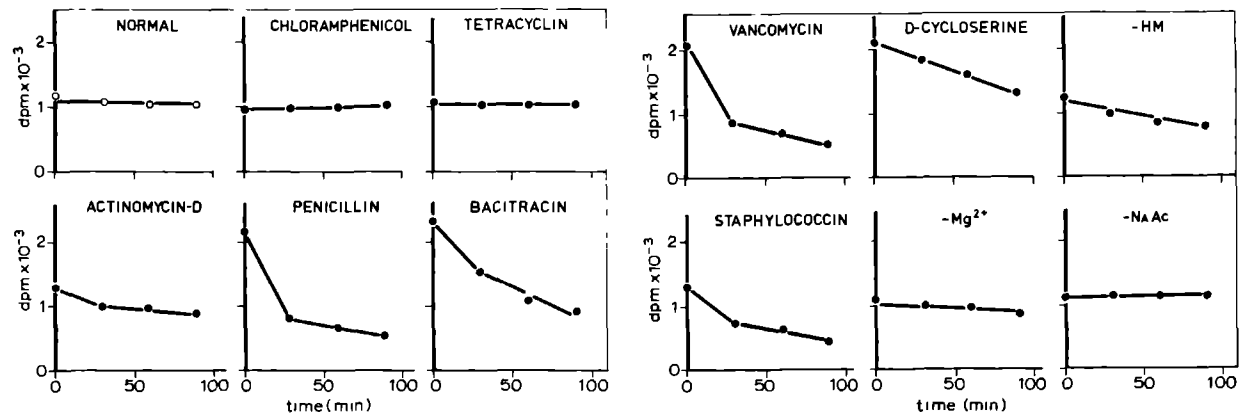 NORMAL CHLORAMPHENICOL TETRACYCLIN
dpm x 10⁻³
2
1
0
ACTINOMYCIN-D PENICILLIN BACITRACIN
dpm x 10⁻³
2
1
0
0 50 100 0 50 100 0 50 100
time (min)
VANCOMYCIN D-CYCLOSERINE -HM
dpm x 10⁻³
2
1
0
STAPHYLOCOCCIN -Mg²⁺ -NAAC
dpm x 10⁻³
2
1
0
0 50 100 0 50 100 0 50 100
time (min)